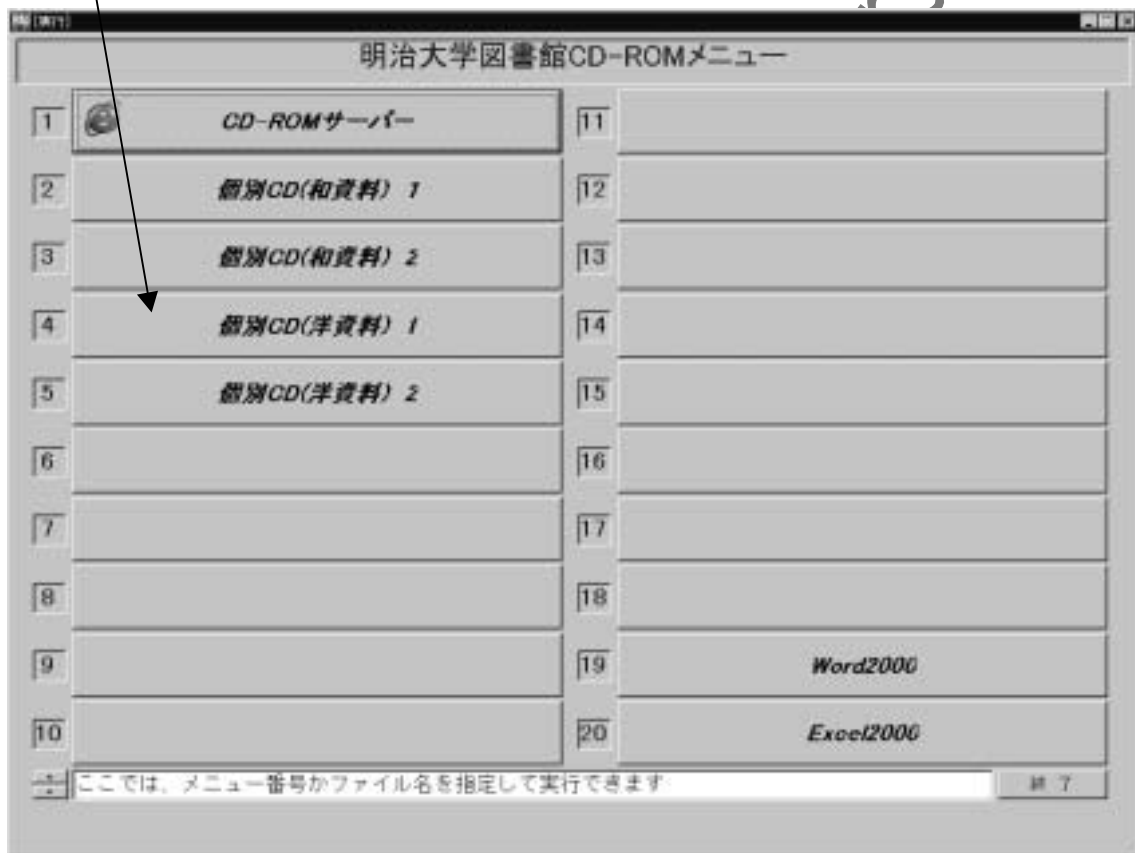 [実行]
明治大学図書館CD-ROMメニュー
1 CD-ROMサーバー
2 個別CD(和資料) 1
3 個別CD(和資料) 2
4 個別CD(洋資料) 1
5 個別CD(洋資料) 2
6
7
8
9
10
11
12
13
14
15
16
17
18
19 Word2000
20 Excel2000
ここでは、メニュー番号かファイル名を指定して実行できます
終 了